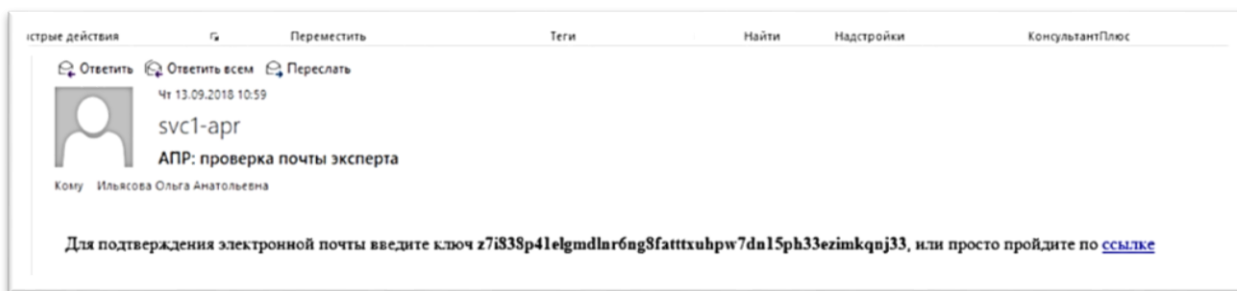 истрые действия Переместить Теги Найти Надстройки КонсультантПлюс
Ответить Ответить всем Переслать
Чт 13.09.2018 10:59
svc1-apr
АПР: проверка почты эксперта
Кому Ильясова Ольга Анатольевна
Для подтверждения электронной почты введите ключ z7i838p41elgmdlnr6ng8fatttxuhpw7dn15ph33ezimkqnj33, или просто пройдите по ссылке